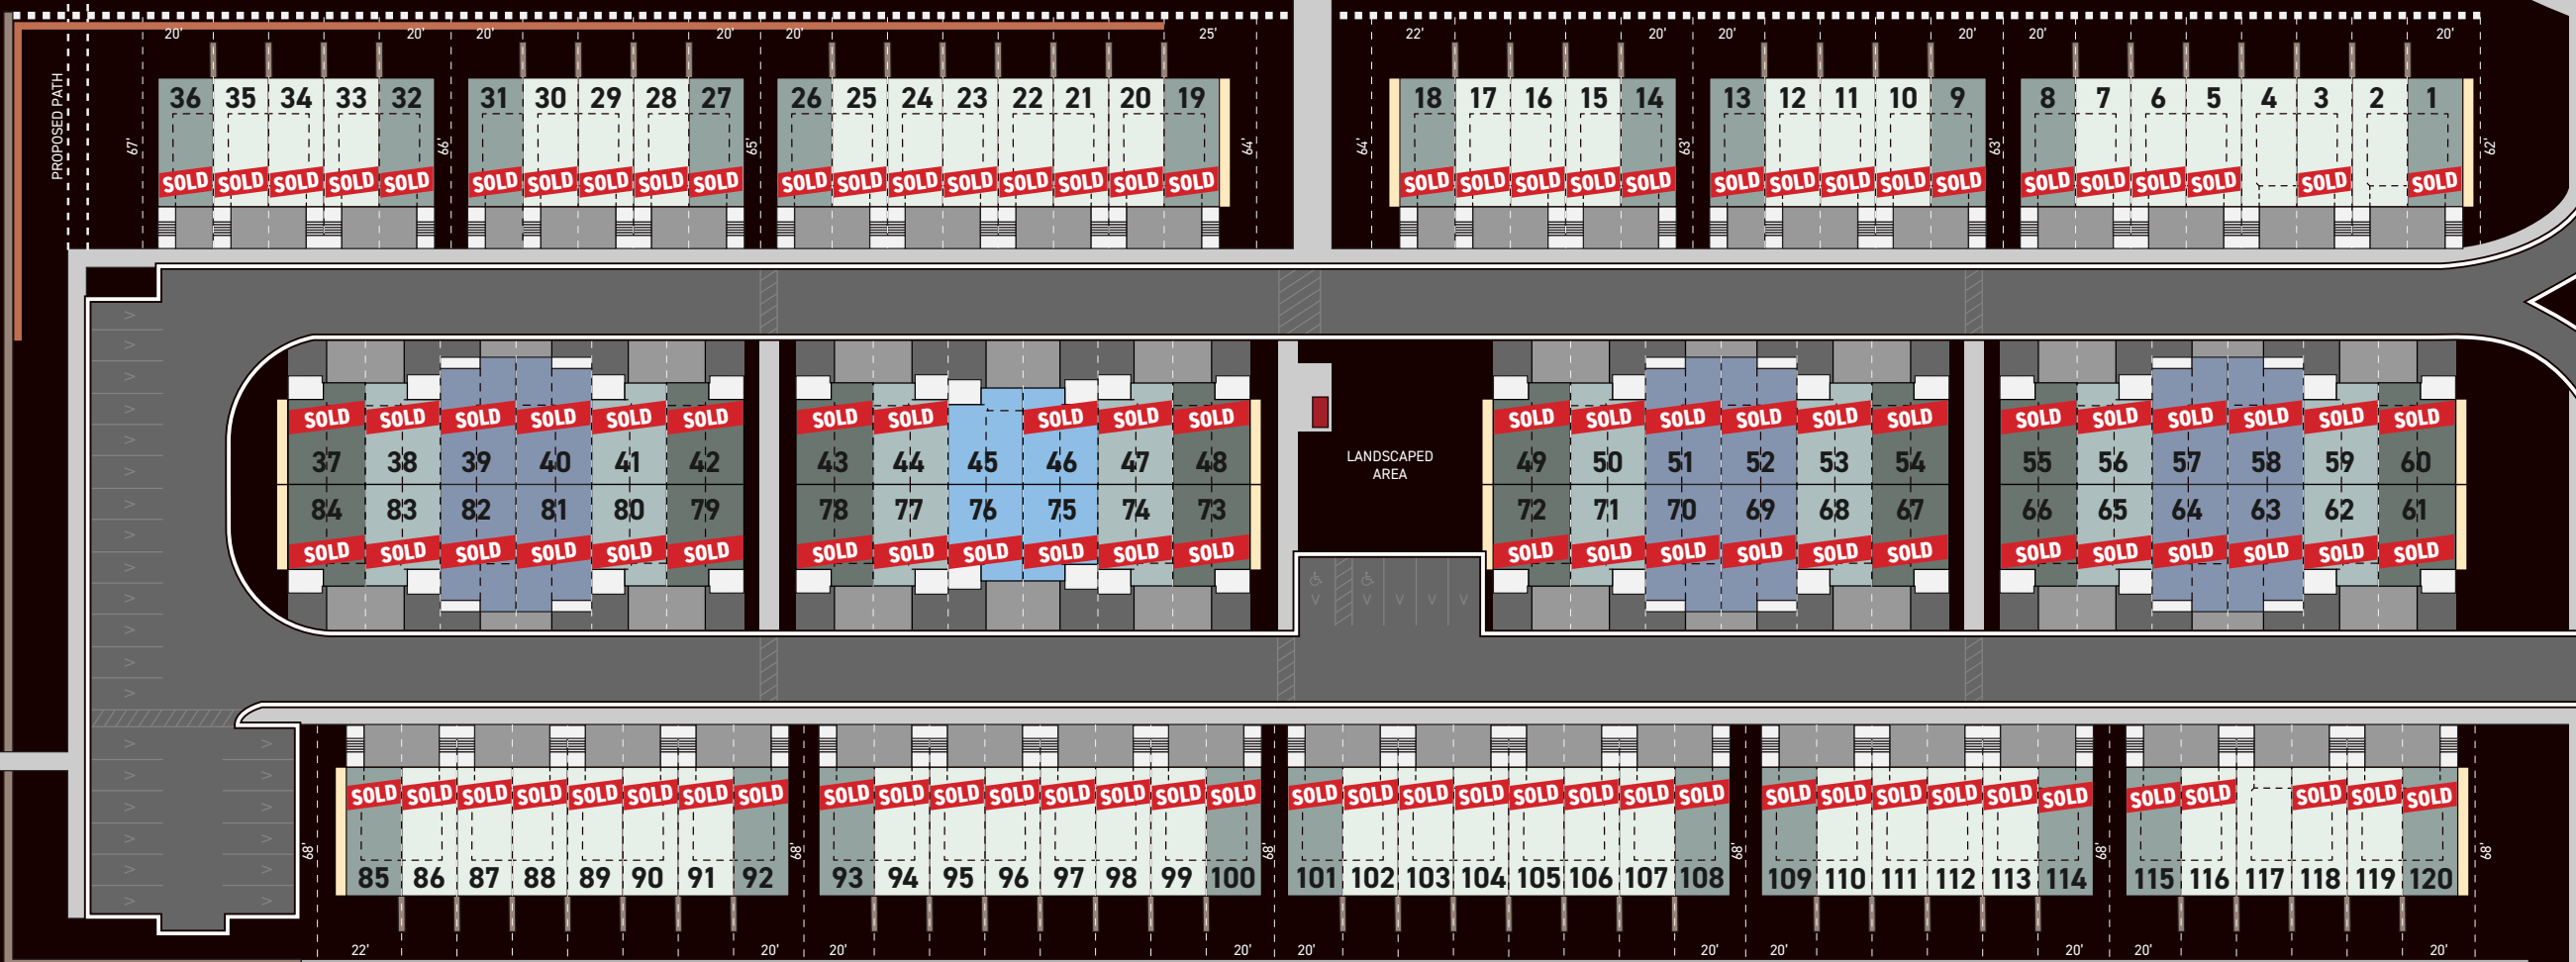 20' 20' 20' 20' 20' 25' 22' 20' 20' 20' 20' 20'
36 35 34 33 32 31 30 29 28 27 26 25 24 23 22 21 20 19 18 17 16 15 14 13 12 11 10 9 8 7 6 5 4 3 2 1
PROPOSED PATH
67' 66' 65' 64' 64' 63' 63' 62'
SOLD SOLD SOLD SOLD SOLD SOLD SOLD SOLD SOLD SOLD SOLD SOLD SOLD SOLD SOLD SOLD SOLD SOLD SOLD SOLD SOLD SOLD SOLD SOLD SOLD SOLD SOLD SOLD SOLD SOLD SOLD SOLD SOLD SOLD
SOLD SOLD SOLD SOLD SOLD SOLD SOLD SOLD SOLD SOLD SOLD SOLD SOLD SOLD SOLD SOLD SOLD SOLD SOLD SOLD SOLD SOLD SOLD
37 38 39 40 41 42 43 44 45 46 47 48 49 50 51 52 53 54 55 56 57 58 59 60
LANDSCAPED
AREA
84 83 82 81 80 79 78 77 76 75 74 73 72 71 70 69 68 67 66 65 64 63 62 61
SOLD SOLD SOLD SOLD SOLD SOLD SOLD SOLD SOLD SOLD SOLD SOLD SOLD SOLD SOLD SOLD SOLD SOLD SOLD SOLD SOLD SOLD SOLD SOLD
SOLD SOLD SOLD SOLD SOLD SOLD SOLD SOLD SOLD SOLD SOLD SOLD SOLD SOLD SOLD SOLD SOLD SOLD SOLD SOLD SOLD SOLD SOLD SOLD SOLD SOLD SOLD SOLD SOLD SOLD SOLD SOLD SOLD SOLD SOLD
68' 68' 68' 68' 68' 68'
85 86 87 88 89 90 91 92 93 94 95 96 97 98 99 100 101 102 103 104 105 106 107 108 109 110 111 112 113 114 115 116 117 118 119 120
22' 20' 20' 20' 20' 20' 20' 20' 20' 20'